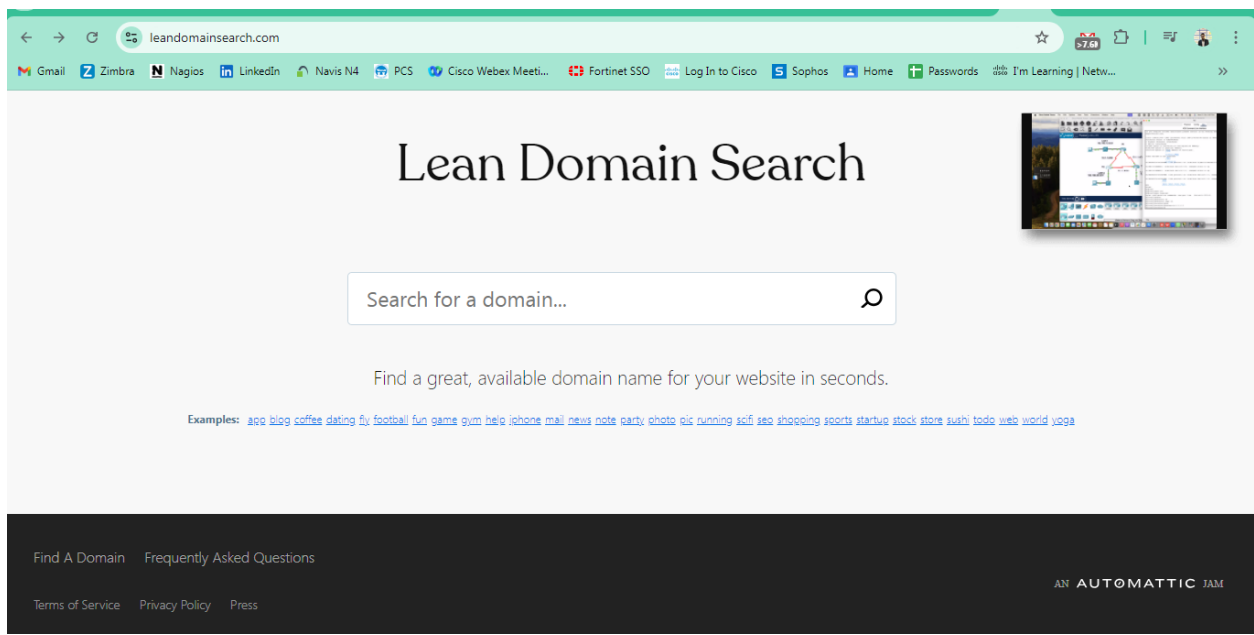 leandomainsearch.com
57.6)
Gmail Zimbra Nagios LinkedIn Navis N4 PCS Cisco Webex Meeti... Fortinet SSO Log In to Cisco Sophos Home Passwords I'm Learning | Netw...
Lean Domain Search
Search for a domain...
Find a great, available domain name for your website in seconds.
Examples: app blog coffee dating fly football fun game gym help iphone mail news note party photo pic running scifi seo shopping sports startup stock store sushi todo web world yoga
Find A Domain Frequently Asked Questions
AN AUTOMATTIC JAM
Terms of Service Privacy Policy Press